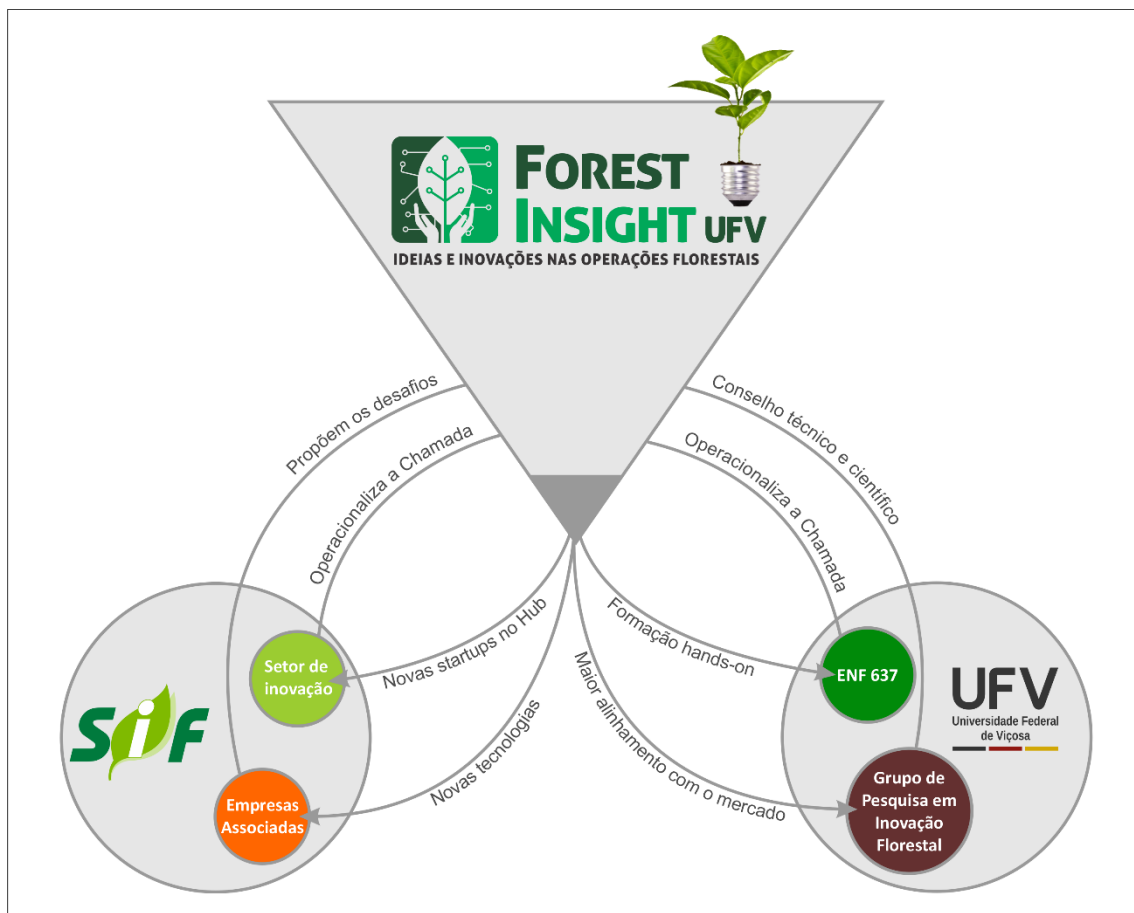 FOREST
INSIGHT UFV
IDEIAS E INOVAÇÕES NAS OPERAÇÕES FLORESTAIS
Propõem os desafios
Operacionaliza a Chamada
Conselho técnico e científico
Operacionaliza a Chamada
Novas startups no Hub
Novas tecnologias
Formação hands-on
Maior alinhamento com o mercado
SiF
Setor de
inovação
Empresas
Associadas
ENF 637
Grupo de
Pesquisa em
Inovação
Florestal
UFV
Universidade Federal
de Viçosa